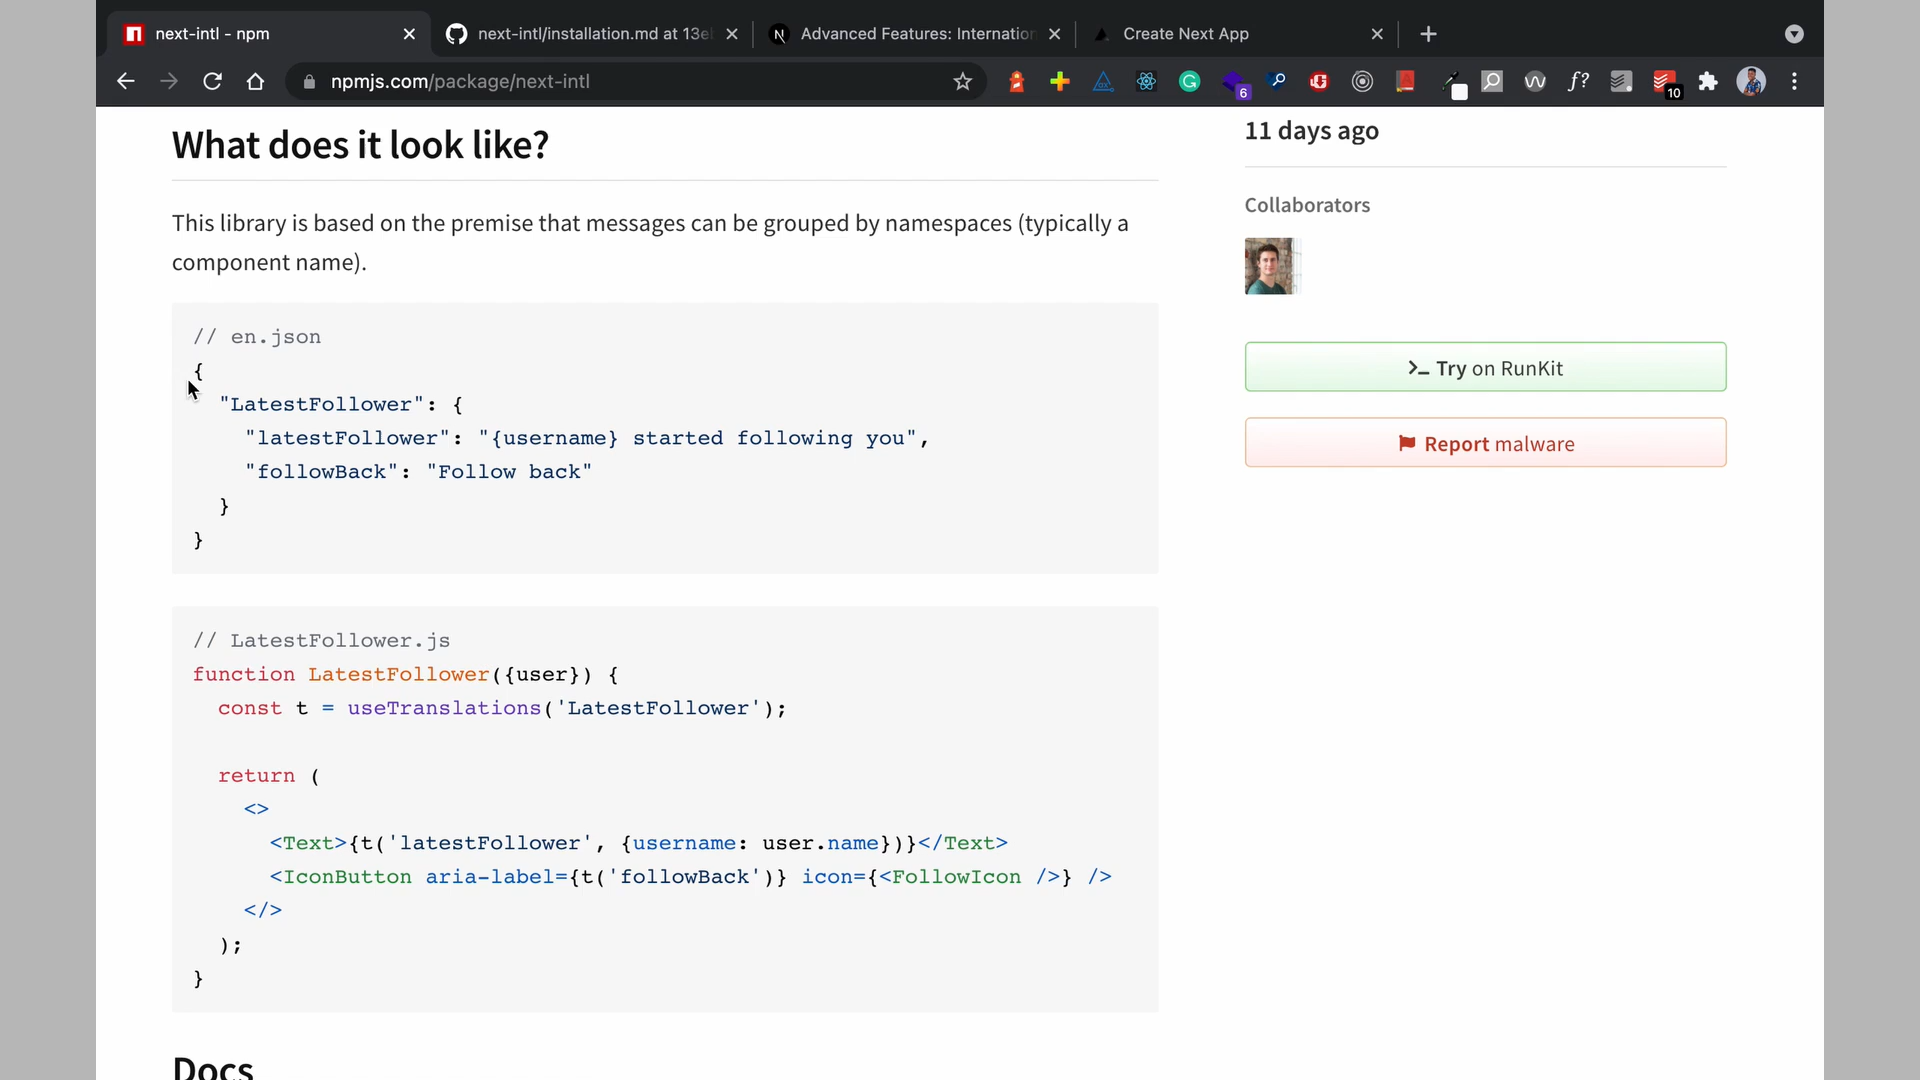 next-intl - npm
next-intl/installation.md at 13e
Advanced Features: Internation
Create Next App
npmjs.com/package/next-intl
6
10
What does it look like?
This library is based on the premise that messages can be grouped by namespaces (typically a
component name).
// en.json
{
"LatestFollower": {
"latestFollower": "{username} started following you",
"followBack": "Follow back"
}
}
// LatestFollower.js
function LatestFollower({user}) {
const t = useTranslations('LatestFollower');
return (
<>
<Text>{t('latestFollower', {username: user.name})}</Text>
<IconButton aria-label={t('followBack')} icon={<FollowIcon />} />
</>
);
}
Docs
11 days ago
Collaborators
Try on RunKit
Report malware